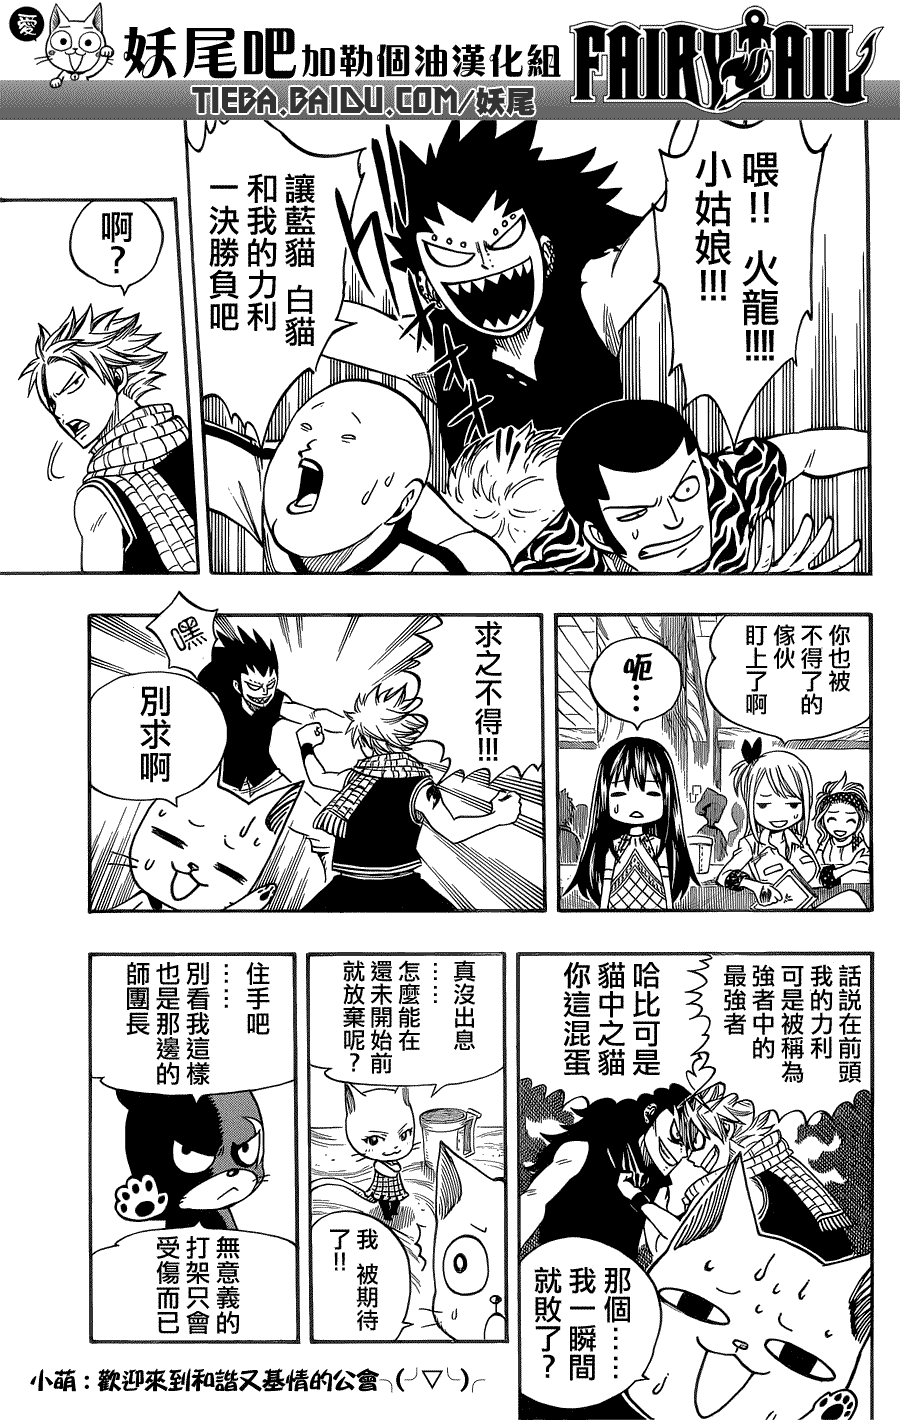 愛
妖尾吧加勒個油漢化組
TIEBA.BAIDU.COM/妖尾
FAIRY TAIL
喂!! 火龍!!!!
小姑娘!!!
讓藍貓 白貓
和我的力利
一決勝負吧
啊?
你也被
不得了的
傢伙
盯上了啊
呃…
求之不得!!!
嘿
別求啊
話説在前頭
我的力利
可是被稱為
強者中的
最強者
哈比可是
貓中之貓
你這混蛋
那個……
我一瞬間
就敗了?
真沒出息
……
怎麼能在
還未開始前
就放棄呢?
我 被期待
了!!
住手吧
……
別看我這樣
也是那邊的
師團長
無意義的
打架只會
受傷而已
小萌:歡迎來到和諧又基情的公會╮(╰▽╰)╭